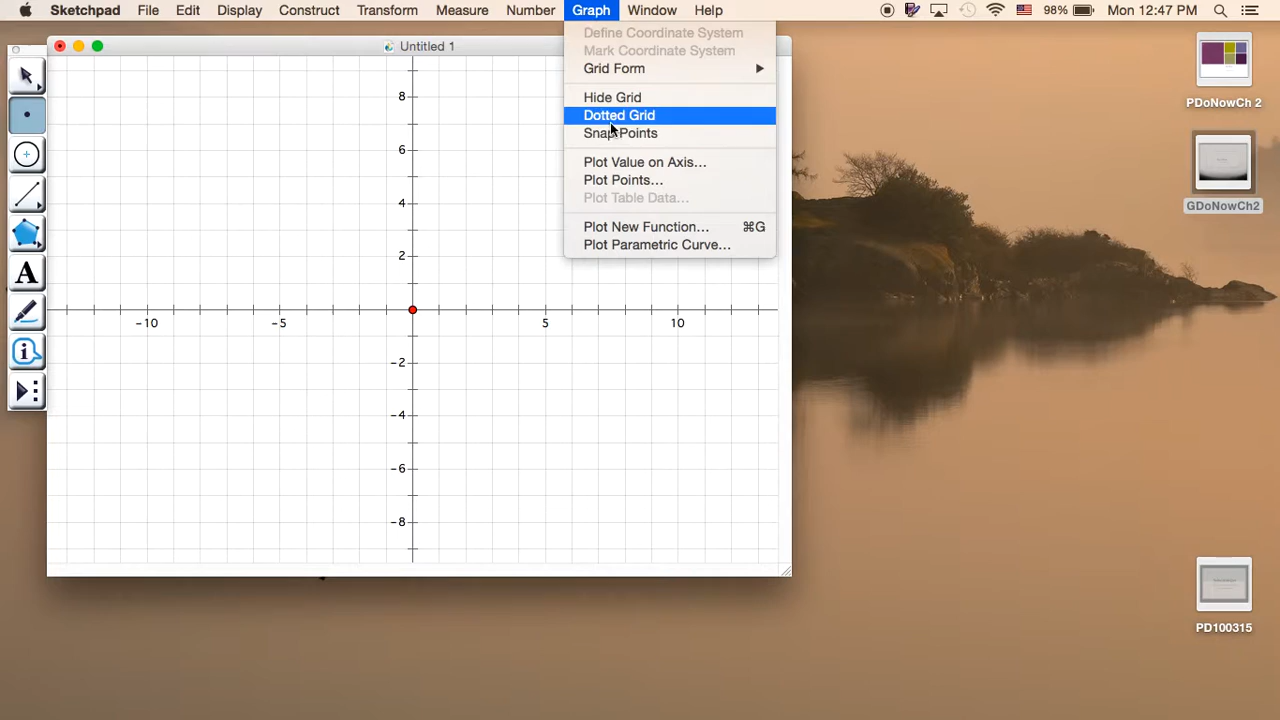 Sketchpad File Edit Display Construct Transform Measure Number Graph Window Help 98% Mon 12:47 PM
Untitled 1
Define Coordinate System
Mark Coordinate System
Grid Form
Hide Grid
Dotted Grid
Snap Points
Plot Value on Axis...
Plot Points...
Plot Table Data...
Plot New Function... ⌘G
Plot Parametric Curve...
A
8
6
4
2
-10 -5 5 10
-2
-4
-6
-8
PDoNowCh 2
GDoNowCh2
PD100315